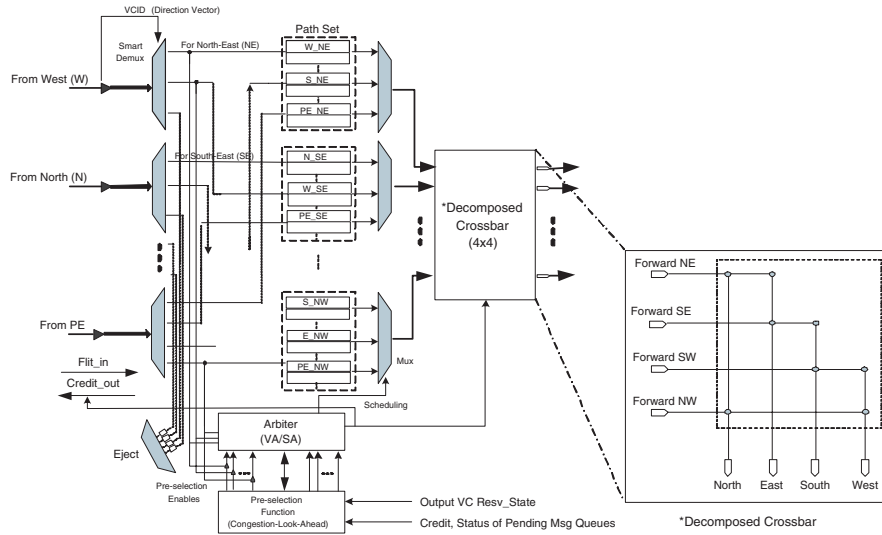 VCID (Direction Vector)
Smart
Demux
For North-East (NE)
Path Set
W_NE
From West (W)
S_NE
PE_NE
For South-East (SE)
N_SE
From North (N)
W_SE
PE_SE
*Decomposed
Crossbar
(4x4)
Forward NE
S_NW
From PE
Forward SE
E_NW
Flit_in
Mux
PE_NW
Forward SW
Credit_out
Scheduling
Forward NW
Arbiter
(VA/SA)
Eject
North
East
South
West
Pre-selection
Enables
Pre-selection
Function
(Congestion-Look-Ahead)
Output VC Resv_State
Credit, Status of Pending Msg Queues
*Decomposed Crossbar